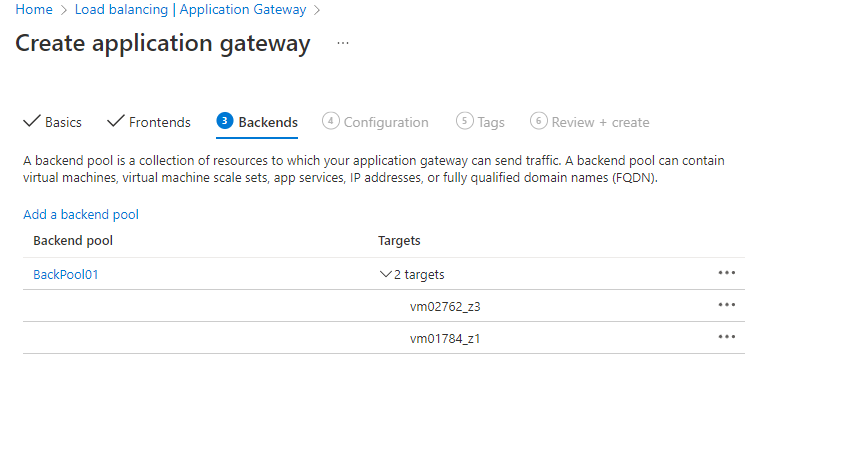 Home > Load balancing | Application Gateway >
Create application gateway ...
Basics Frontends 3 Backends 4 Configuration 5 Tags 6 Review + create
A backend pool is a collection of resources to which your application gateway can send traffic. A backend pool can contain
virtual machines, virtual machine scale sets, app services, IP addresses, or fully qualified domain names (FQDN).
Add a backend pool
Backend pool Targets
BackPool01 2 targets ...
vm02762_z3 ...
vm01784_z1 ...